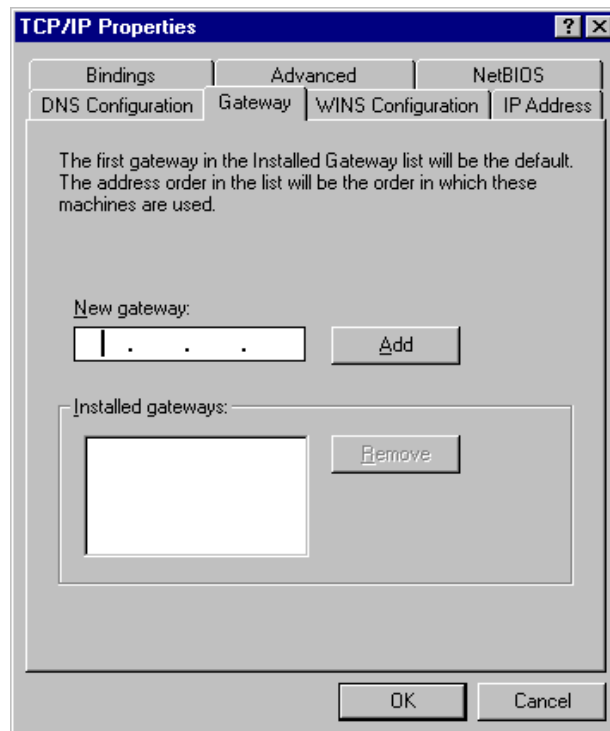 TCP/IP Properties
Bindings
Advanced
NetBIOS
DNS Configuration
Gateway
WINS Configuration
IP Address
The first gateway in the Installed Gateway list will be the default.
The address order in the list will be the order in which these
machines are used.
New gateway:
. . .
Add
Installed gateways:
Remove
OK
Cancel